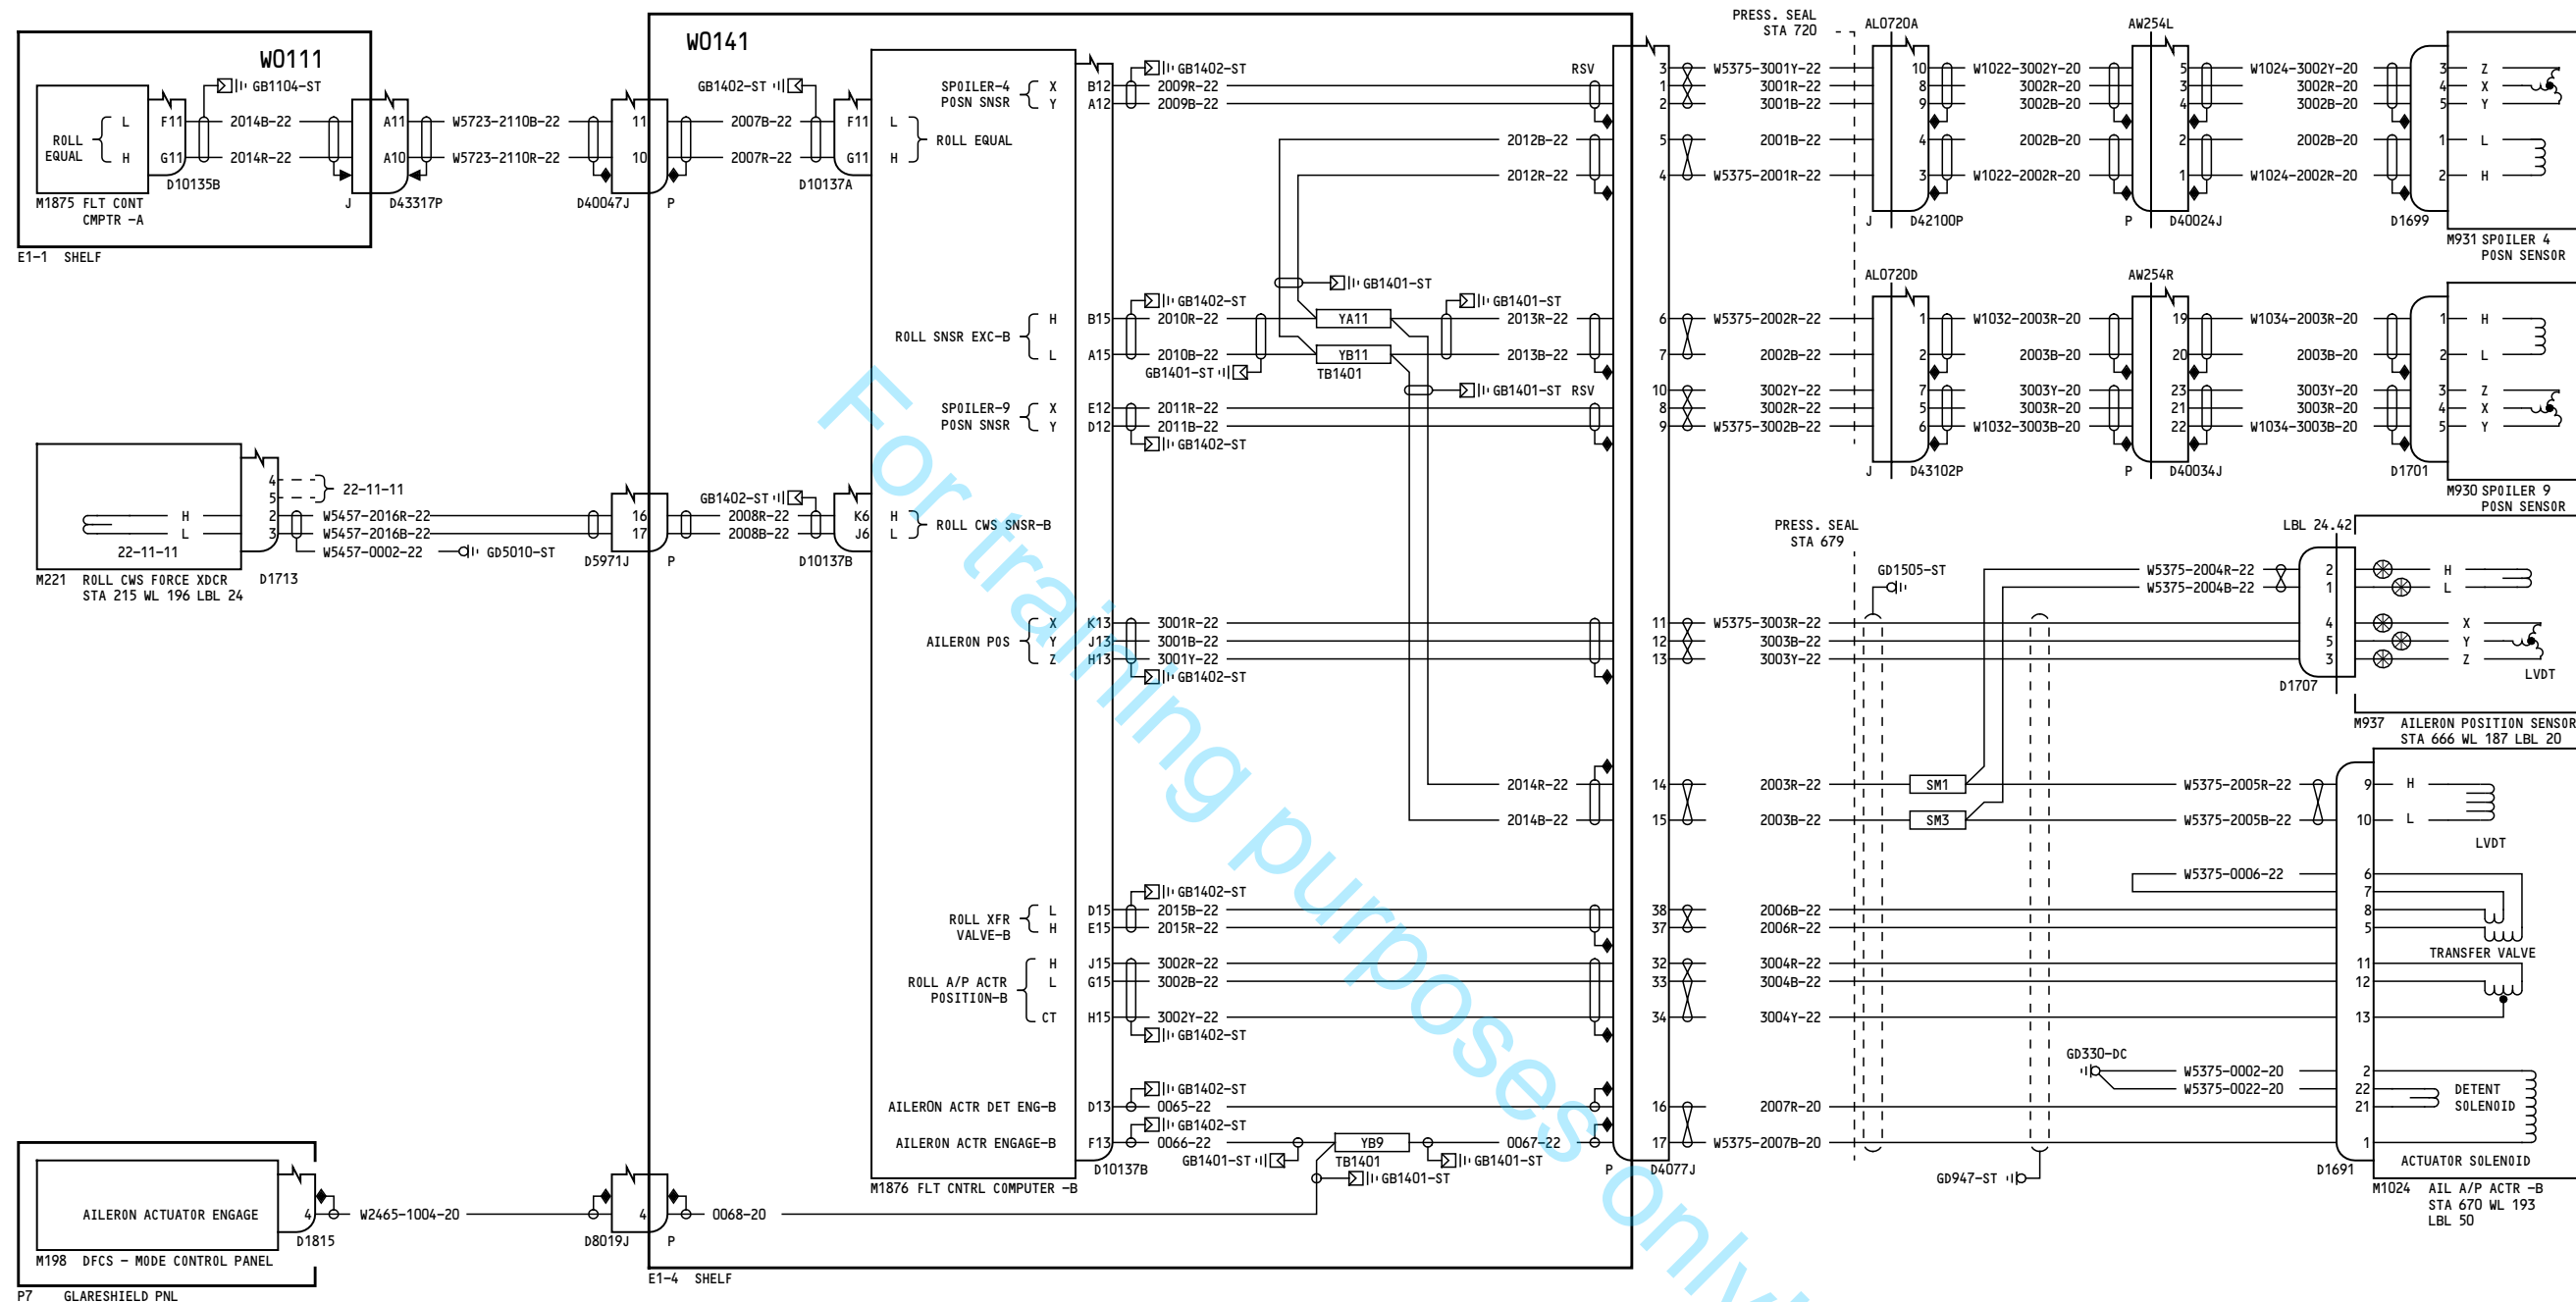 W0111
GB1104-ST
ROLL
EQUAL
L
H
F11
G11
2014B-22
2014R-22
A11
A10
W5723-2110B-22
W5723-2110R-22
D10135B
M1875 FLT CONT
CMPTR -A
J
D43317P
E1-1 SHELF
W0141
GB1402-ST
11
10
2007B-22
2007R-22
F11
G11
L
H
ROLL EQUAL
D40047J
P
D10137A
SPOILER-4
POSN SNSR
X
Y
B12
A12
GB1402-ST
2009R-22
2009B-22
RSV
2012B-22
2012R-22
3
1
2
5
4
PRESS. SEAL
STA 720
W5375-3001Y-22
3001R-22
3001B-22
2001B-22
W5375-2001R-22
AL0720A
10
8
9
4
3
J
D42100P
W1022-3002Y-20
3002R-20
3002B-20
2002B-20
W1022-2002R-20
AW254L
5
3
4
2
1
P
D40024J
W1024-3002Y-20
3002R-20
3002B-20
2002B-20
W1024-2002R-20
3
4
5
1
2
Z
X
Y
L
H
D1699
M931 SPOILER 4
POSN SENSOR
ROLL SNSR EXC-B
H
L
B15
A15
GB1402-ST
2010R-22
2010B-22
GB1401-ST
GB1401-ST
YA11
YB11
TB1401
GB1401-ST
2013R-22
2013B-22
GB1401-ST RSV
6
7
10
8
9
W5375-2002R-22
2002B-22
3002Y-22
3002R-22
W5375-3002B-22
AL0720D
1
2
7
5
6
J
D43102P
W1032-2003R-20
2003B-20
3003Y-20
3003R-20
W1032-3003B-20
AW254R
19
20
23
21
22
P
D40034J
W1034-2003R-20
2003B-20
3003Y-20
3003R-20
W1034-3003B-20
1
2
3
4
5
H
L
Z
X
Y
D1701
M930 SPOILER 9
POSN SENSOR
SPOILER-9
POSN SNSR
X
Y
E12
D12
2011R-22
2011B-22
GB1402-ST
4
5
22-11-11
H
L
2
3
22-11-11
W5457-2016R-22
W5457-2016B-22
W5457-0002-22
GD5010-ST
M221 ROLL CWS FORCE XDCR
STA 215 WL 196 LBL 24
D1713
16
17
D5971J
P
GB1402-ST
2008R-22
2008B-22
K6
J6
H
L
ROLL CWS SNSR-B
D10137B
AILERON POS
X
Y
Z
K13
J13
H13
3001R-22
3001B-22
3001Y-22
GB1402-ST
11
12
13
W5375-3003R-22
3003B-22
3003Y-22
PRESS. SEAL
STA 679
GD1505-ST
W5375-2004R-22
W5375-2004B-22
LBL 24.42
2
1
4
5
3
H
L
X
Y
Z
LVDT
D1707
M937 AILERON POSITION SENSOR
STA 666 WL 187 LBL 20
2014R-22
2014B-22
14
15
2003R-22
2003B-22
SM1
SM3
W5375-2005R-22
W5375-2005B-22
9
10
H
L
LVDT
W5375-0006-22
6
7
8
5
TRANSFER VALVE
ROLL XFR
VALVE-B
L
H
D15
E15
GB1402-ST
2015B-22
2015R-22
38
37
2006B-22
2006R-22
ROLL A/P ACTR
POSITION-B
H
L
CT
J15
G15
H15
3002R-22
3002B-22
3002Y-22
GB1402-ST
32
33
34
3004R-22
3004B-22
3004Y-22
11
12
13
GD330-DC
W5375-0002-20
W5375-0022-20
2
22
21
1
DETENT
SOLENOID
ACTUATOR SOLENOID
AILERON ACTR DET ENG-B
D13
GB1402-ST
0065-22
16
2007R-20
AILERON ACTR ENGAGE-B
F13
GB1402-ST
0066-22
GB1401-ST
YB9
TB1401
GB1401-ST
GB1401-ST
0067-22
17
W5375-2007B-20
D10137B
P
D4077J
GD947-ST
D1691
M1024 AIL A/P ACTR -B
STA 670 WL 193
LBL 50
M1876 FLT CNTRL COMPUTER -B
AILERON ACTUATOR ENGAGE
4
W2465-1004-20
4
0068-20
D1815
D8019J
P
M198 DFCS - MODE CONTROL PANEL
P7 GLARESHIELD PNL
E1-4 SHELF
For training purposes only!